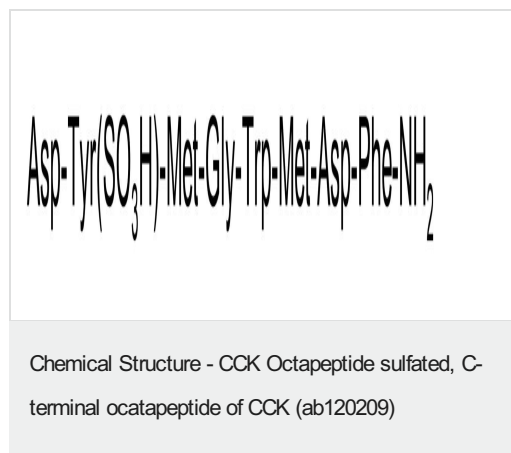 Asp-Tyr(SO₃H)-Met-Gly-Trp-Met-Asp-Phe-NH₂
Chemical Structure - CCK Octapeptide sulfated, C-
terminal ocatapeptide of CCK (ab120209)